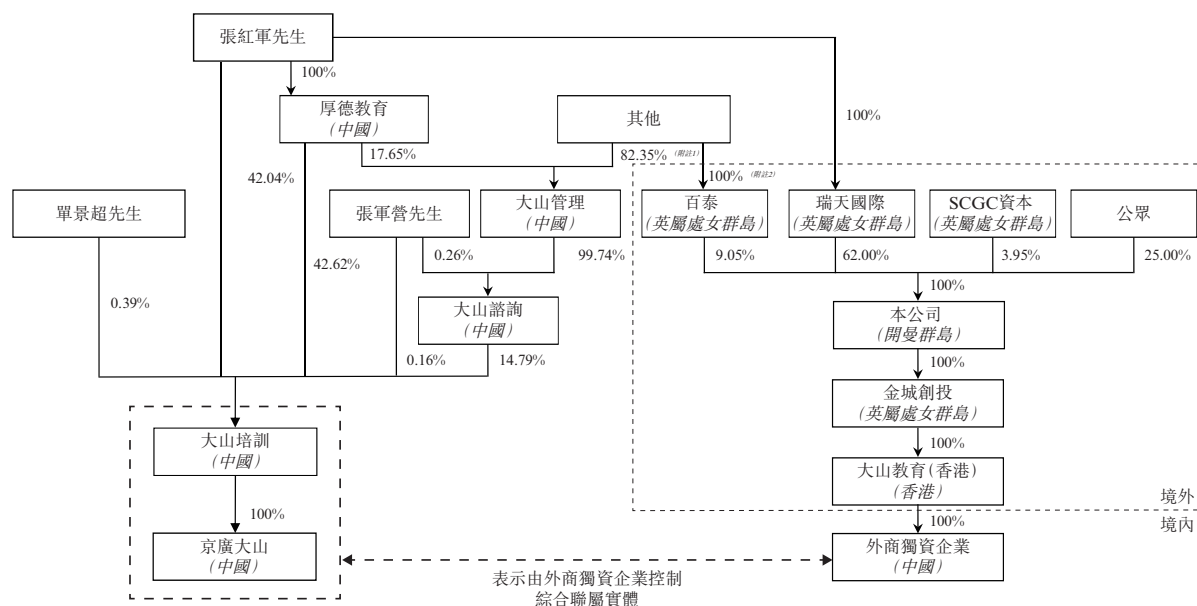 張紅軍先生
100%
厚德教育
(中國)
其他
100%
17.65%
82.35% (附註1)
42.04%
100% (附註2)
單景超先生
張軍營先生
大山管理
(中國)
百泰
(英屬處女群島)
瑞天國際
(英屬處女群島)
SCGC資本
(英屬處女群島)
公眾
42.62%
0.26%
99.74%
9.05%
62.00%
3.95%
25.00%
100%
0.39%
大山諮詢
(中國)
本公司
(開曼群島)
0.16%
14.79%
100%
金城創投
(英屬處女群島)
大山培訓
(中國)
100%
大山教育(香港)
(香港)
境外
境內
100%
100%
京廣大山
(中國)
外商獨資企業
(中國)
表示由外商獨資企業控制
綜合聯屬實體